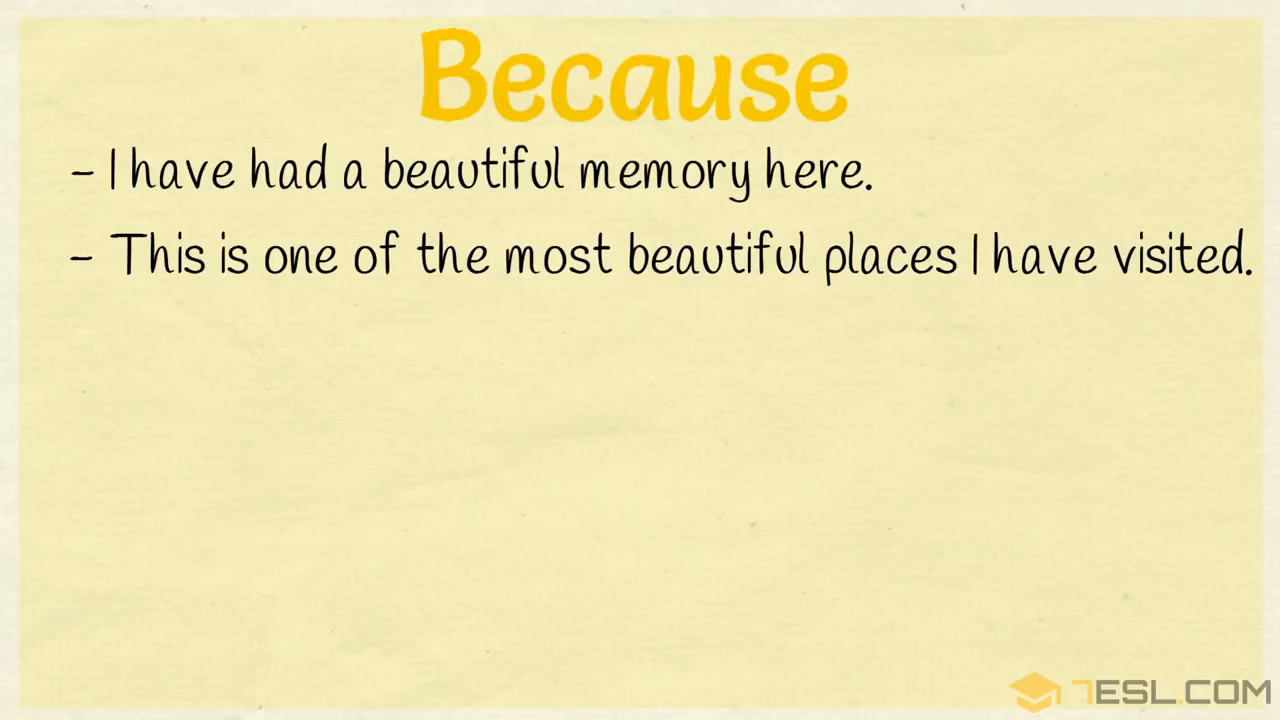 Because
- I have had a beautiful memory here.
- This is one of the most beautiful places I have visited.
7ESL.COM